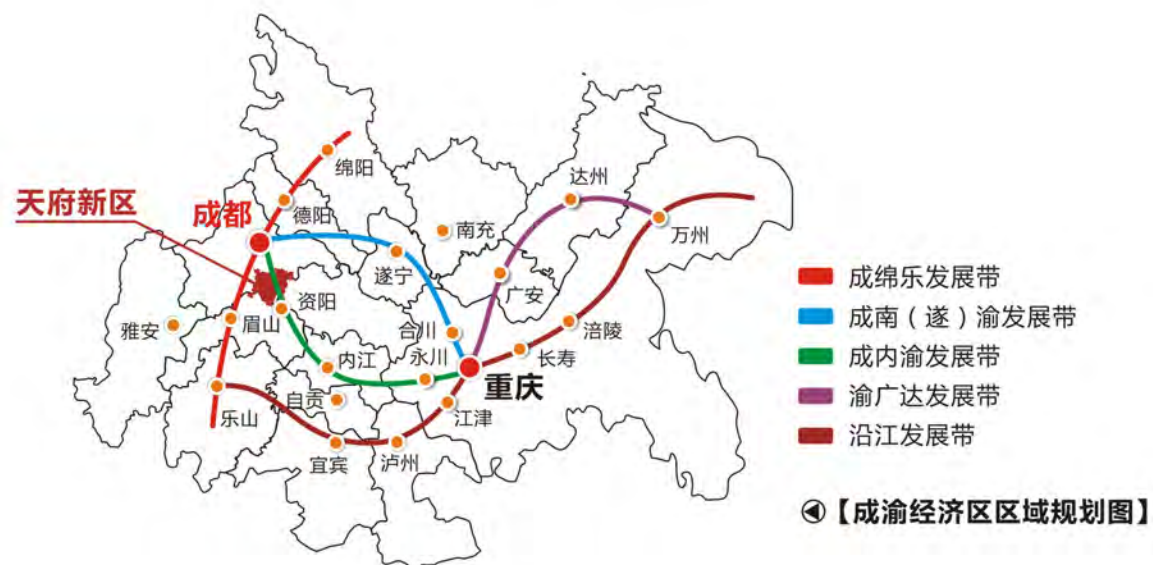 绵阳
达州
天府新区
成都
德阳
南充
万州
遂宁
广安
成绵乐发展带
资阳
成南（遂）渝发展带
雅安
眉山
合川
涪陵
内江
永川
长寿
成内渝发展带
重庆
乐山
自贡
江津
渝广达发展带
宜宾
泸州
沿江发展带
【成渝经济区区域规划图】